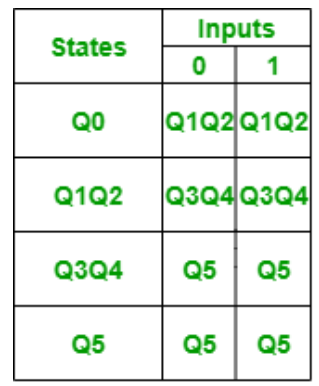 States Inputs
0 1
Q0 Q1Q2 Q1Q2
Q1Q2 Q3Q4 Q3Q4
Q3Q4 Q5 Q5
Q5 Q5 Q5